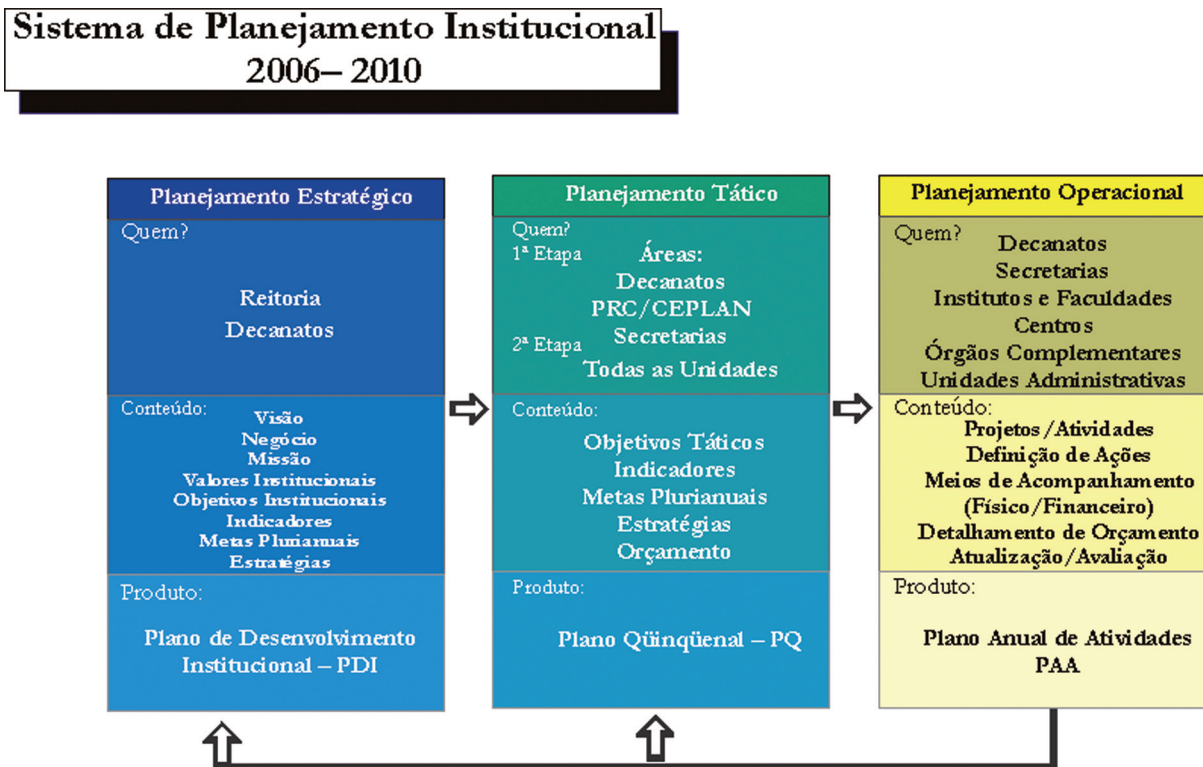 Sistema de Planejamento Institucional
2006– 2010
Planejamento Estratégico
Quem?
Reitoria
Decanatos
Conteúdo:
Visão
Negócio
Missão
Valores Institucionais
Objetivos Institucionais
Indicadores
Metas Plurianuais
Estratégias
Produto:
Plano de Desenvolvimento
Institucional – PDI
Planejamento Tático
Quem?
1ª Etapa
Áreas:
Decanatos
PRC/CEPLAN
Secretarias
2ª Etapa
Todas as Unidades
Conteúdo:
Objetivos Táticos
Indicadores
Metas Plurianuais
Estratégias
Orçamento
Produto:
Plano Qüinqüenal – PQ
Planejamento Operacional
Quem?
Decanatos
Secretarias
Institutos e Faculdades
Centros
Órgãos Complementares
Unidades Administrativas
Conteúdo:
Projetos/Atividades
Definição de Ações
Meios de Acompanhamento
(Físico/Financeiro)
Detalhamento de Orçamento
Atualização/Avaliação
Produto:
Plano Anual de Atividades
PAA